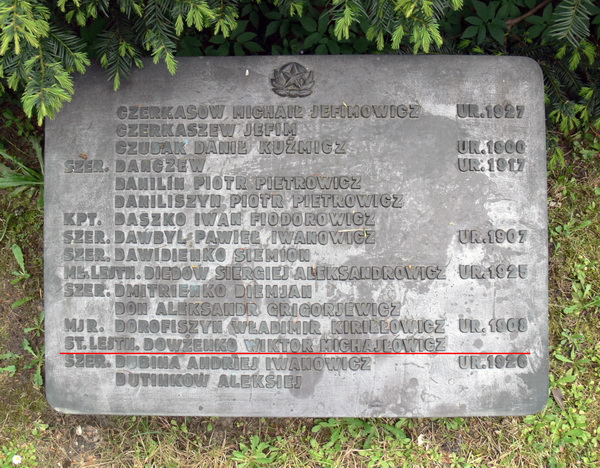 CZERKASOW MICHAIŁ JEFIMOWICZ UR.1927
CZERKASZEW JEFIM
CZUBAK DANIŁ KUŹMICZ UR.1900
SZER. DANCZEW UR.1917
DANILIN PIOTR PIETROWICZ
DANILISZYN PIOTR PIETROWICZ
KPT. DASZKO IWAN FIODOROWICZ
SZER. DAWBYL PAWIEŁ IWANOWICZ UR.1907
SZER. DAWIDIENKO SIEMION
MŁ.LEJTN. DIEDOW SIERGIEJ ALEKSANDROWICZ UR.1925
SZER. DMITRIENKO DIEMJAN
DON ALEKSANDR GRIGORJEWICZ
MJR. DOROFISZYN WŁADIMIR KIRIŁŁOWICZ UR.1908
ST.LEJTN. DOWŻENKO WIKTOR MICHAJŁOWICZ
SZER. DUBINA ANDRIEJ IWANOWICZ UR.1926
DUTINKOW ALEKSIEJ